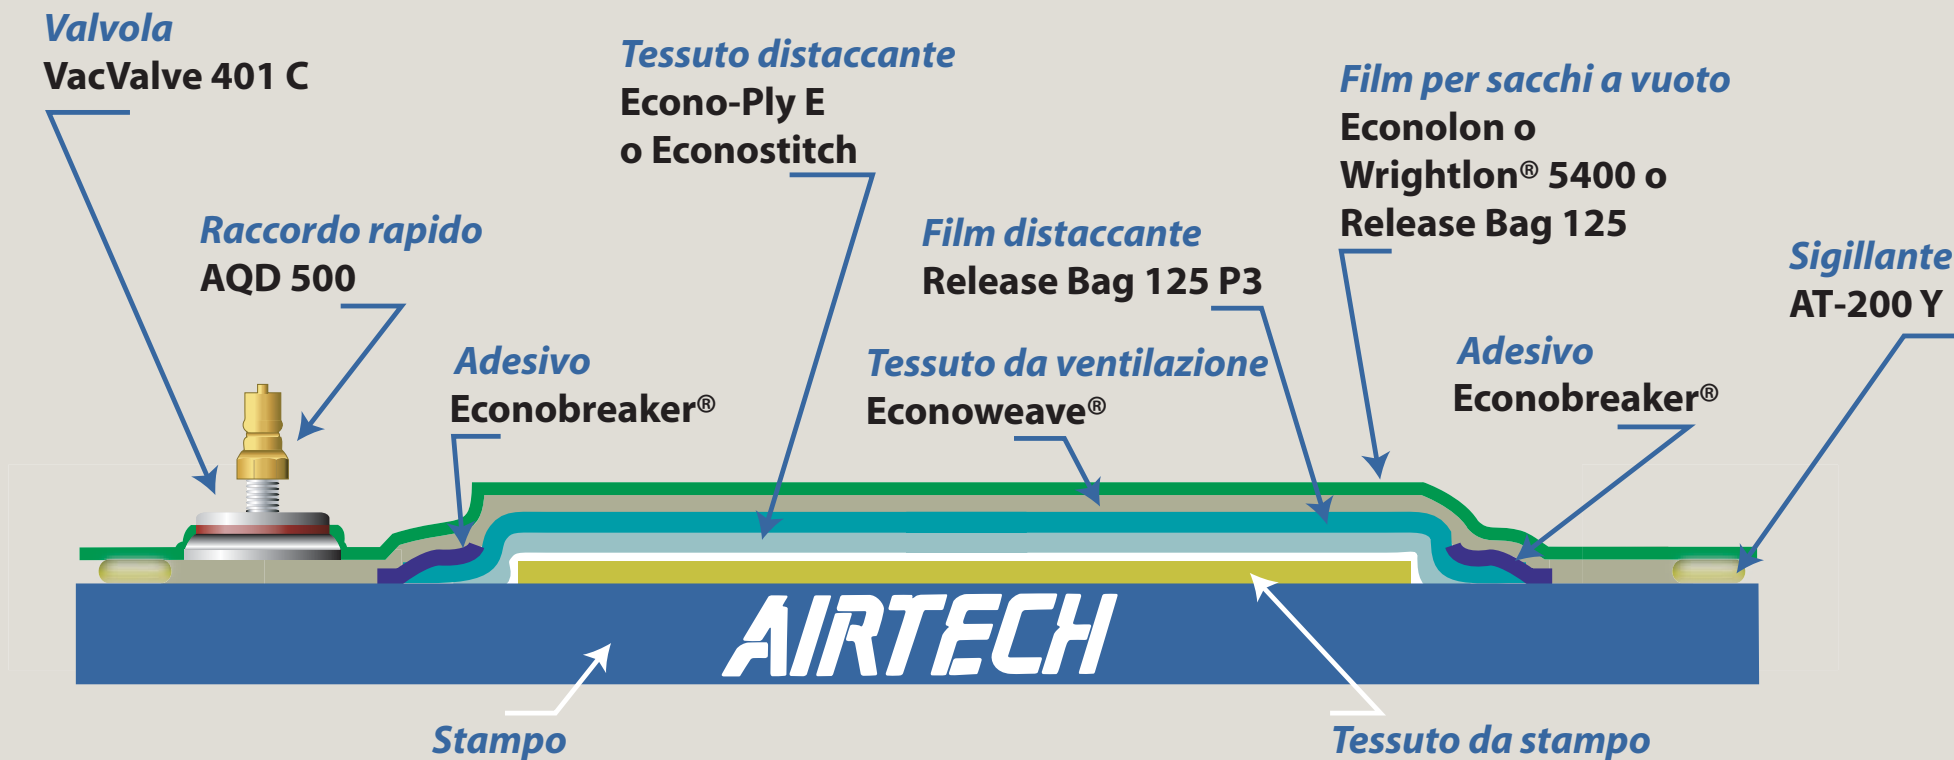 Valvola
VacValve 401 C
Tessuto distaccante
Econo-Ply E
o Econostitch
Film per sacchi a vuoto
Econolon o
Wrightlon® 5400 o
Release Bag 125
Raccordo rapido
AQD 500
Film distaccante
Release Bag 125 P3
Sigillante
AT-200 Y
Adesivo
Econobreaker®
Tessuto da ventilazione
Econoweave®
Adesivo
Econobreaker®
AIRTECH
Stampo
Tessuto da stampo